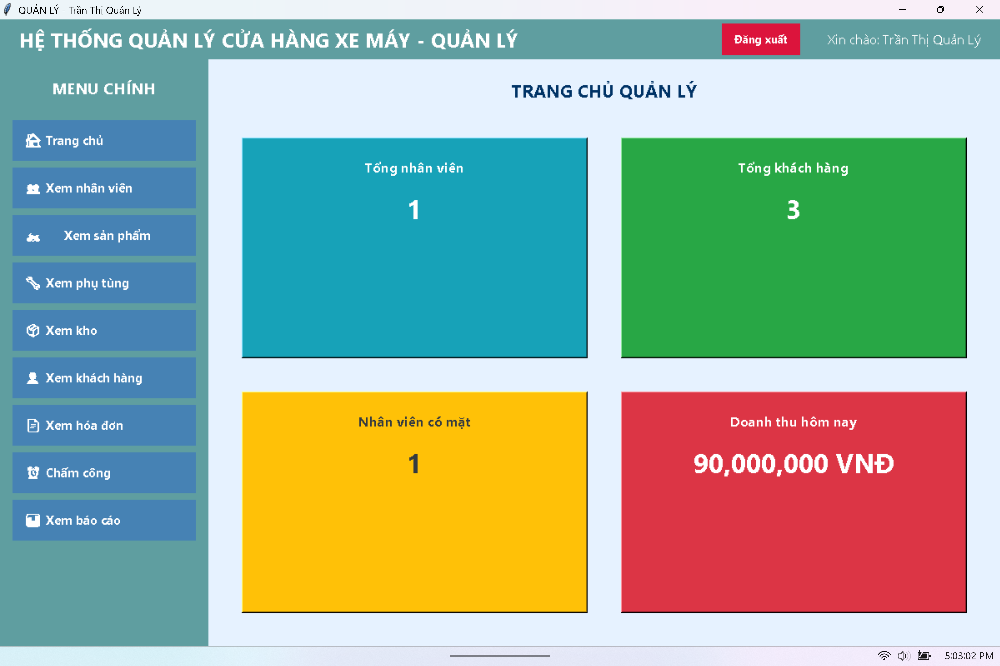 QUẢN LÝ - Trần Thị Quản Lý
HỆ THỐNG QUẢN LÝ CỬA HÀNG XE MÁY - QUẢN LÝ
Đăng xuất
Xin chào: Trần Thị Quản Lý
MENU CHÍNH
Trang chủ
Xem nhân viên
Xem sản phẩm
Xem phụ tùng
Xem kho
Xem khách hàng
Xem hóa đơn
Chấm công
Xem báo cáo
TRANG CHỦ QUẢN LÝ
Tổng nhân viên
1
Tổng khách hàng
3
Nhân viên có mặt
1
Doanh thu hôm nay
90,000,000 VNĐ
5:03:02 PM